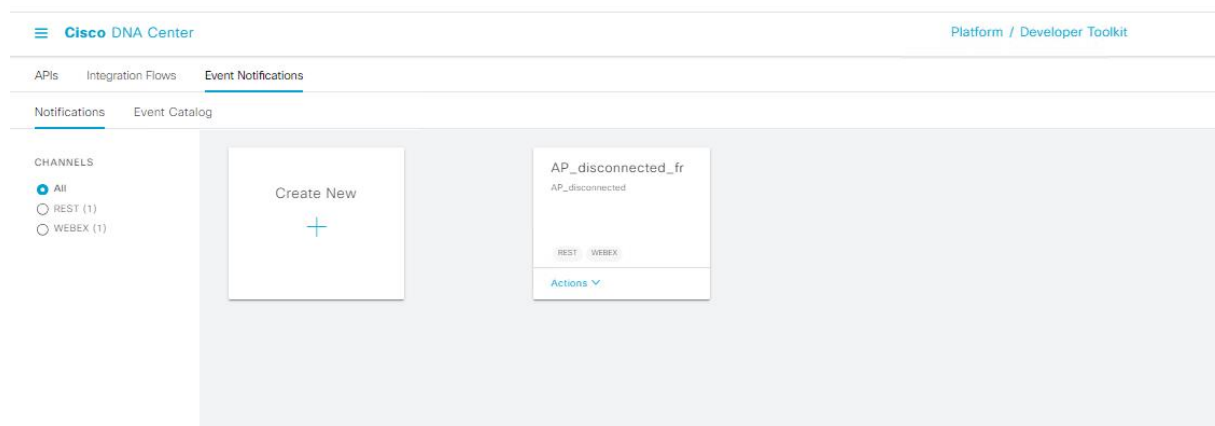 Cisco DNA Center
Platform / Developer Toolkit
APIs Integration Flows Event Notifications
Notifications Event Catalog
CHANNELS
All
REST (1)
WEBEX (1)
Create New
AP_disconnected_fr
AP_disconnected
REST WEBEX
Actions